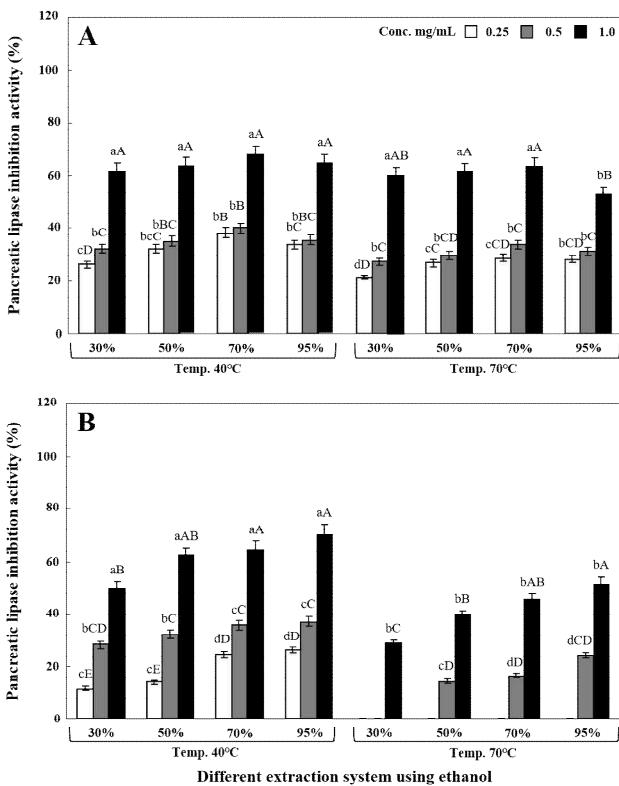 A
Conc. mg/mL 0.25 0.5 1.0
Pancreatic lipase inhibition activity (%)
120
100
80
60
40
20
0
cD bC aA bcC bBC aA bB bB aA bC bBC aA dD bC aAB cC bCD aA cCD bC aA bCD bC bB
30% 50% 70% 95% 30% 50% 70% 95%
Temp. 40°C Temp. 70°C
B
Pancreatic lipase inhibition activity (%)
120
100
80
60
40
20
0
cE bCD aB cE bC aAB dD cC aA dD cC aA bC cD bB dD bAB dCD bA
30% 50% 70% 95% 30% 50% 70% 95%
Temp. 40°C Temp. 70°C
Different extraction system using ethanol